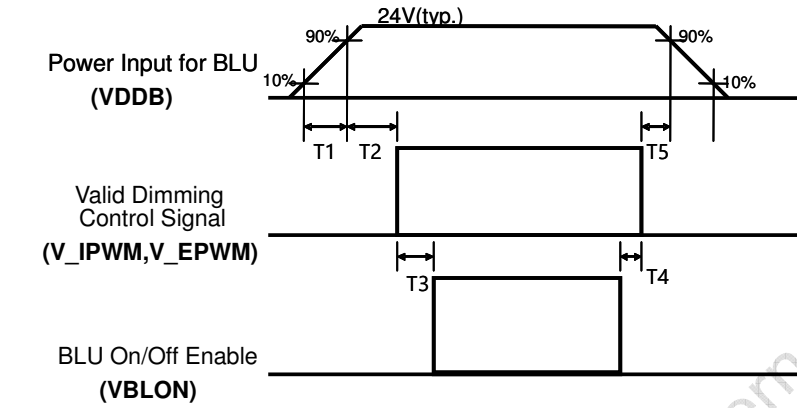 24V(typ.)
90%
90%
Power Input for BLU
10%
10%
(VDDB)
T1
T2
T5
Valid Dimming
Control Signal
(V_IPWM,V_EPWM)
T3
T4
BLU On/Off Enable
(VBLON)